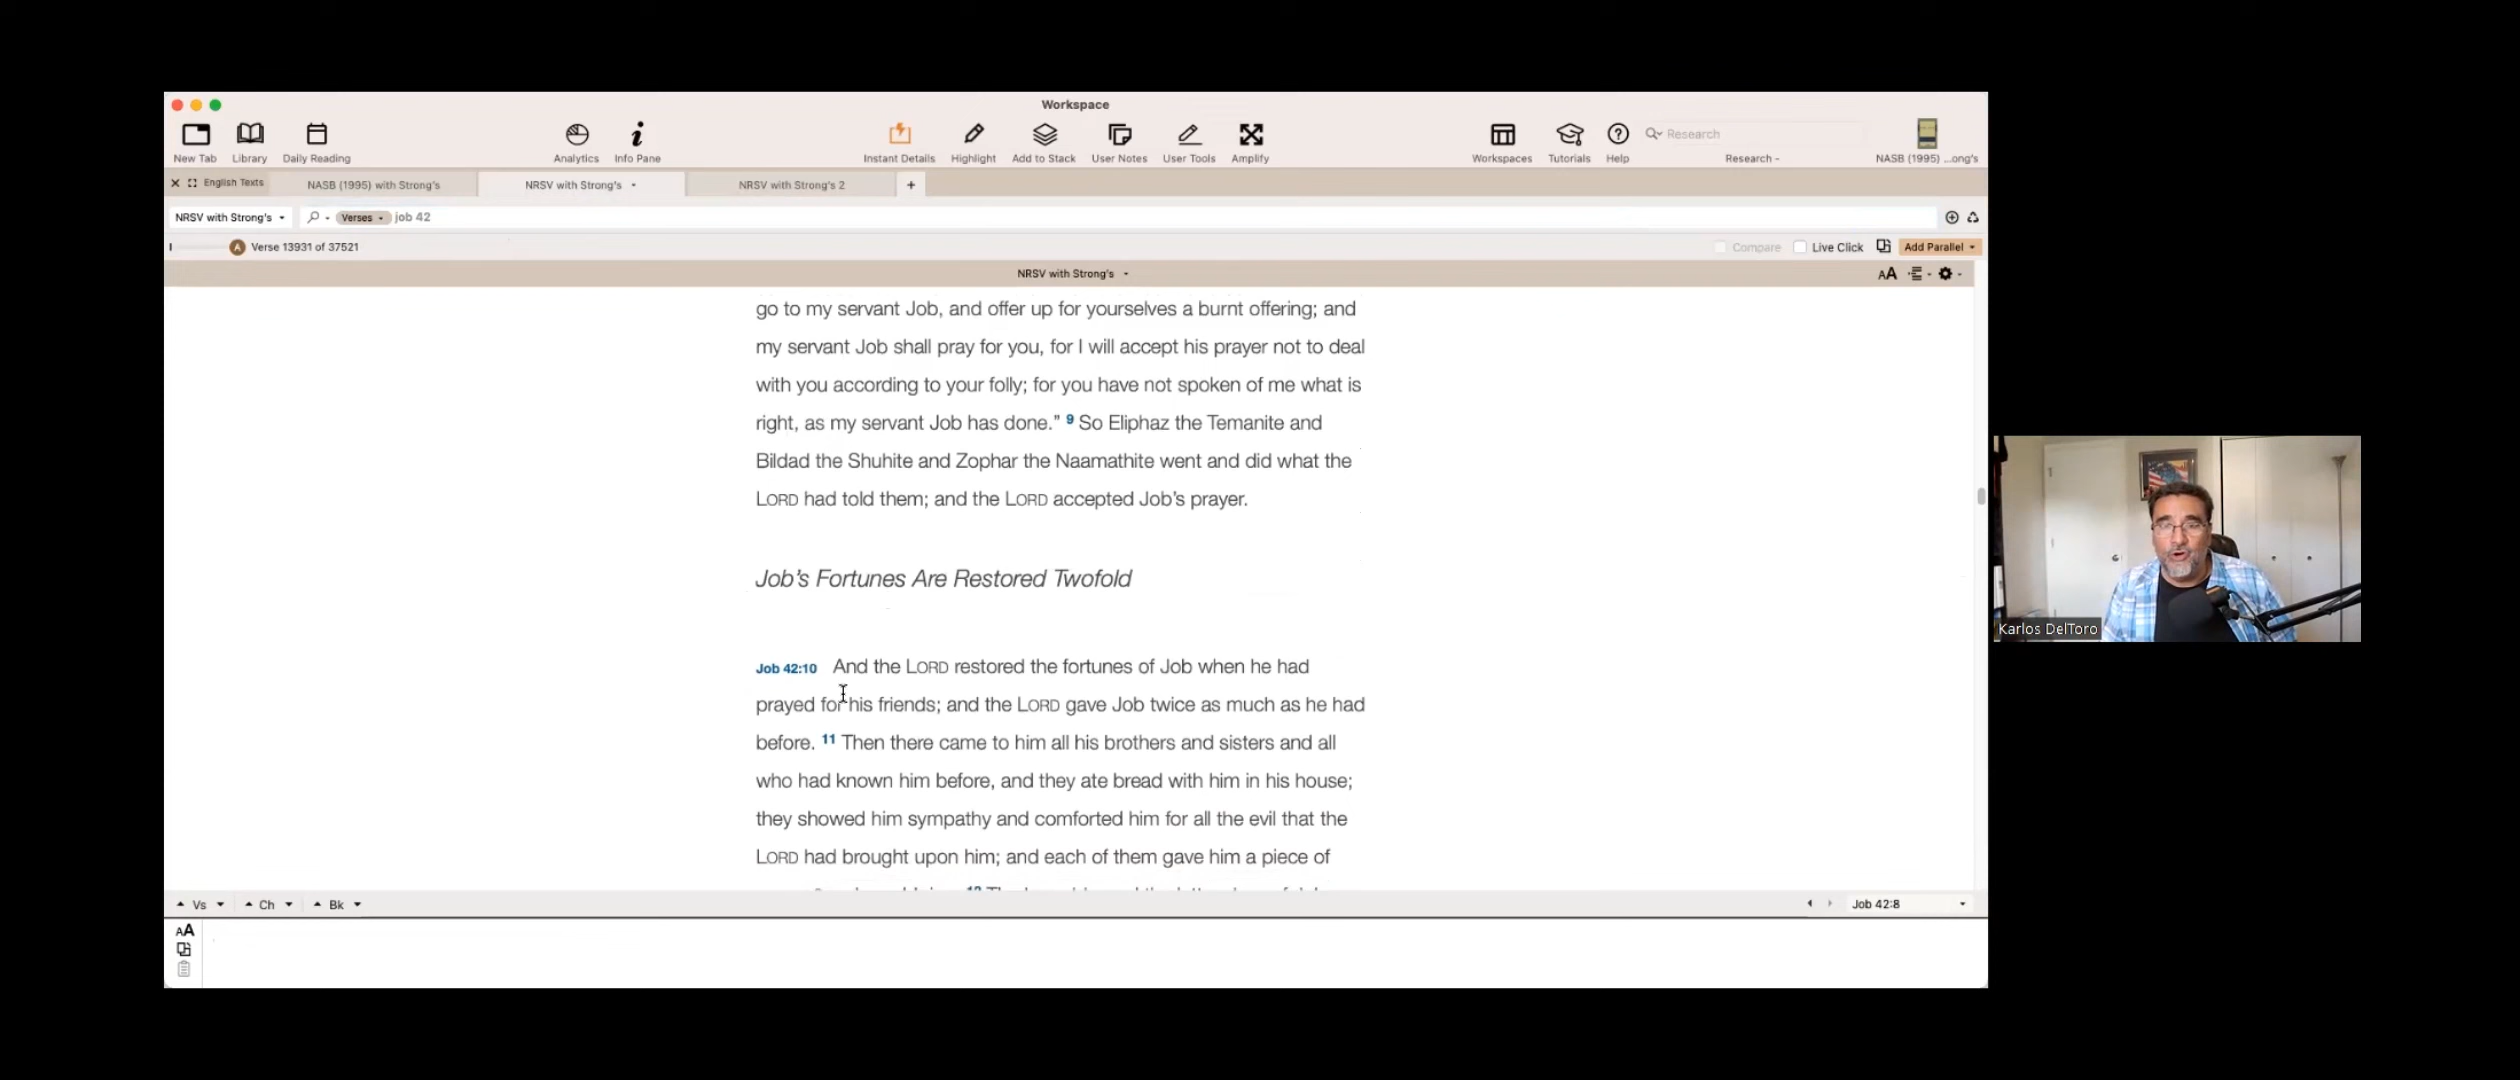 Workspace
New Tab Library Daily Reading Analytics Info Pane Instant Details Highlight Add to Stack User Notes User Tools Amplify Workspaces Tutorials Help Research Research NASB (1995) ...ong's
English Texts NASB (1995) with Strong's NRSV with Strong's NRSV with Strong's 2 +
NRSV with Strong's Verses job 42
A Verse 13931 of 37521 Compare Live Click Add Parallel
NRSV with Strong's AA
go to my servant Job, and offer up for yourselves a burnt offering; and
my servant Job shall pray for you, for I will accept his prayer not to deal
with you according to your folly; for you have not spoken of me what is
right, as my servant Job has done.” 9 So Eliphaz the Temanite and
Bildad the Shuhite and Zophar the Naamathite went and did what the
LORD had told them; and the LORD accepted Job’s prayer.
Job’s Fortunes Are Restored Twofold
Job 42:10 And the LORD restored the fortunes of Job when he had
prayed for his friends; and the LORD gave Job twice as much as he had
before. 11 Then there came to him all his brothers and sisters and all
who had known him before, and they ate bread with him in his house;
they showed him sympathy and comforted him for all the evil that the
LORD had brought upon him; and each of them gave him a piece of
Vs Ch Bk Job 42:8
AA
Karlos DelToro